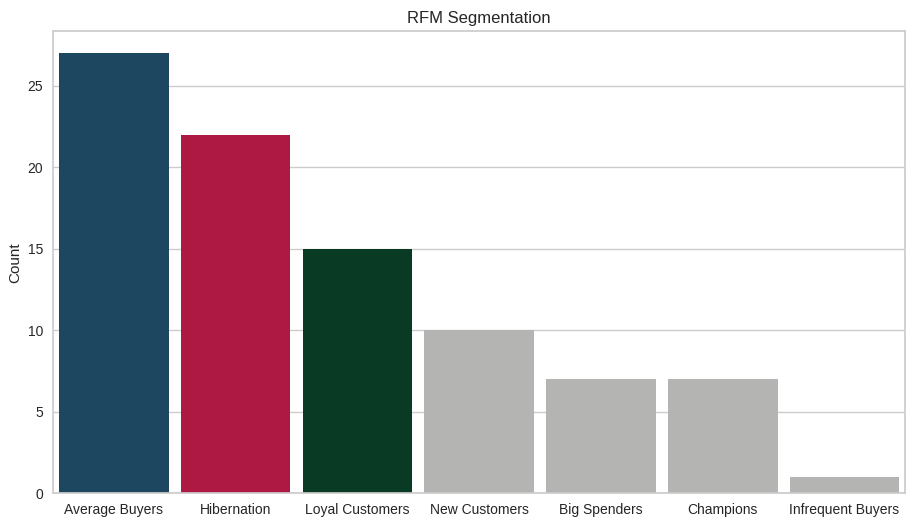 RFM Segmentation
Count
25
20
15
10
5
0
Average Buyers
Hibernation
Loyal Customers
New Customers
Big Spenders
Champions
Infrequent Buyers